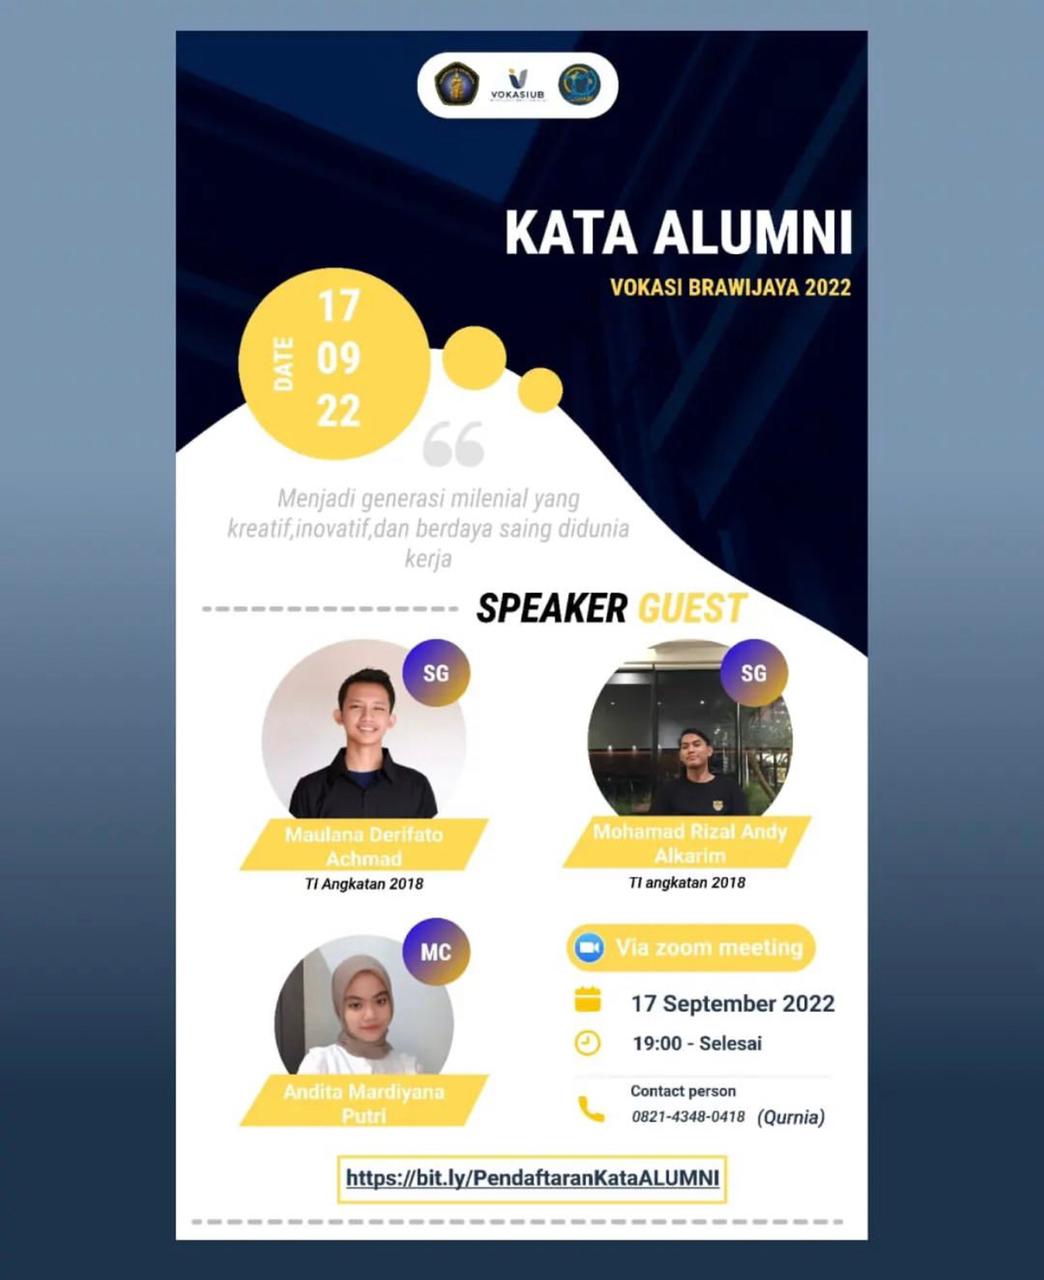 VOKASIUB
KATA ALUMNI
VOKASI BRAWIJAYA 2022
DATE
17
09
22
Menjadi generasi milenial yang
kreatif,inovatif,dan berdaya saing didunia
kerja
SPEAKER GUEST
SG
Maulana Derifato
Achmad
TI Angkatan 2018
SG
Mohamad Rizal Andy
Alkarim
TI angkatan 2018
MC
Andita Mardiyana
Putri
Via zoom meeting
17 September 2022
19:00 - Selesai
Contact person
0821-4348-0418 (Qurnia)
https://bit.ly/PendaftaranKataALUMNI